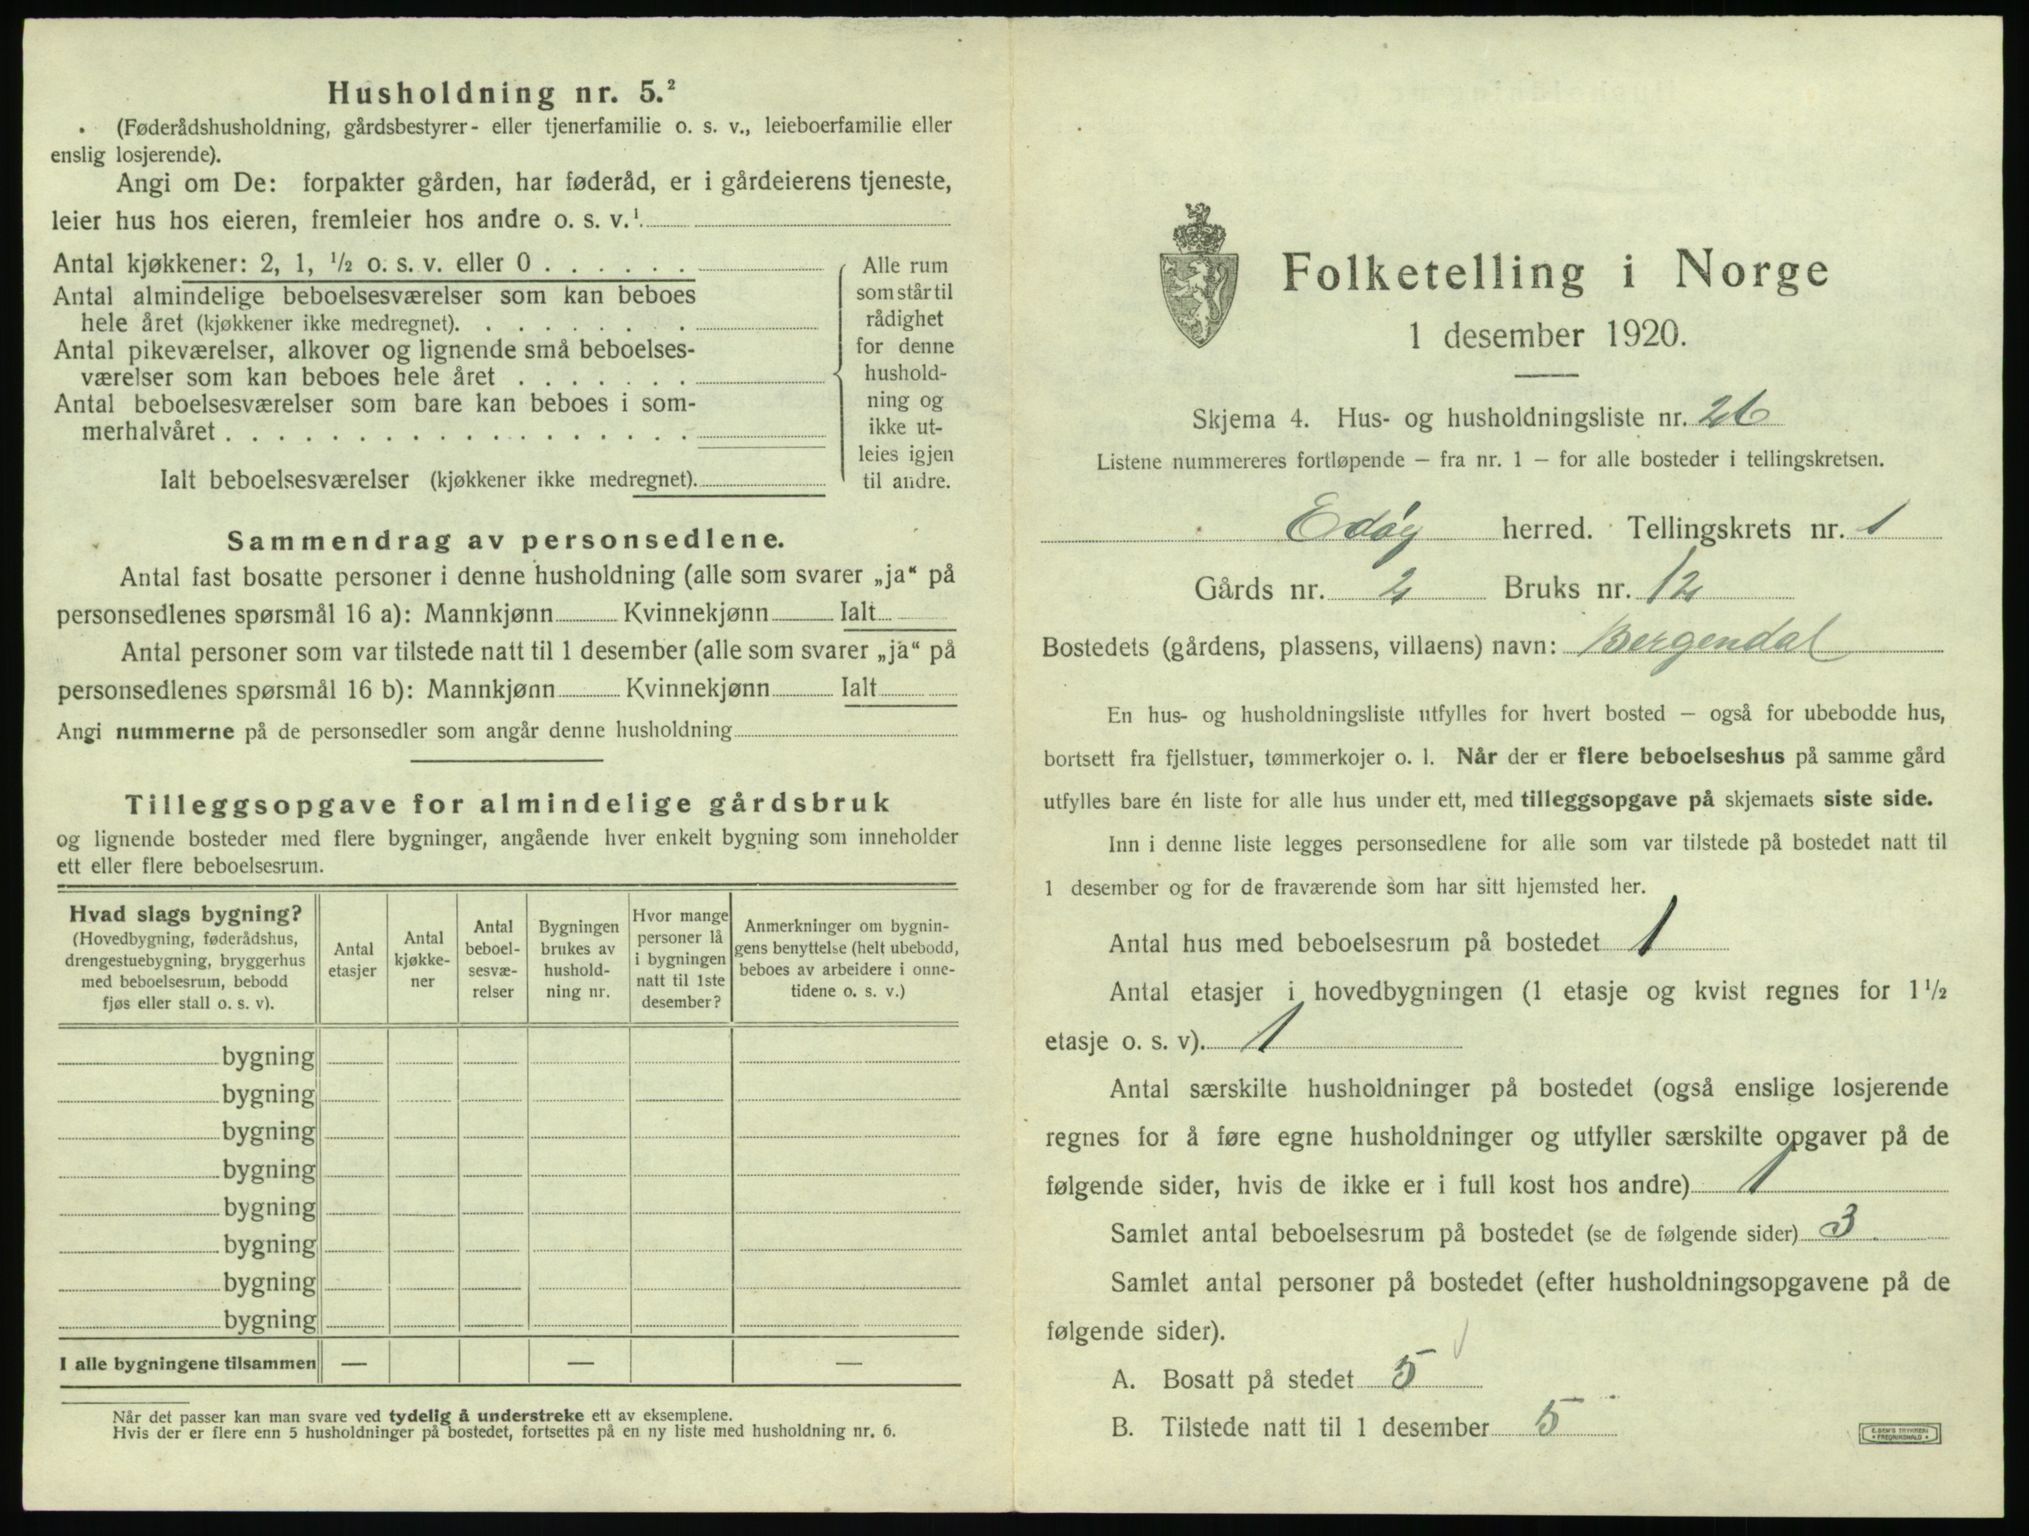 Husholdning nr. 5.²
(Føderådshusholdning, gårdsbestyrer- eller tjenerfamilie o. s. v., leieboerfamilie eller
enslig losjerende).
Angi om De: forpakter gården, har føderåd, er i gårdeierens tjeneste,
leier hus hos eieren, fremleier hos andre o. s. v.¹
Antal kjøkkener: 2, 1, ½ o. s. v. eller 0 . . . . . .
Antal almindelige beboelsesværelser som kan beboes
hele året (kjøkkener ikke medregnet). . . . . . . . .
Antal pikeværelser, alkover og lignende små beboelses-
værelser som kan beboes hele året . . . . . . .
Antal beboelsesværelser som bare kan beboes i som-
merhalvåret . . . . . . . . . . . . . . . . . .
Ialt beboelsesværelser (kjøkkener ikke medregnet).
Alle rum
som står til
rådighet
for denne
hushold-
ning og
ikke ut-
leies igjen
til andre.
Sammendrag av personsedlene.
Antal fast bosatte personer i denne husholdning (alle som svarer „ja“ på
personsedlenes spørsmål 16 a): Mannkjønn Kvinnekjønn Ialt
Antal personer som var tilstede natt til 1 desember (alle som svarer „ja“ på
personsedlenes spørsmål 16 b): Mannkjønn Kvinnekjønn Ialt
Angi nummerne på de personsedler som angår denne husholdning
Tilleggsopgave for almindelige gårdsbruk
og lignende bosteder med flere bygninger, angående hver enkelt bygning som inneholder
ett eller flere beboelsesrum.
Hvad slags bygning?
(Hovedbygning, føderådshus,
drengestuebygning, bryggerhus
med beboelsesrum, bebodd
fjøs eller stall o. s. v).
Antal
etasjer
Antal
kjøkke-
ner
Antal
beboel-
sesvæ-
relser
Bygningen
brukes av
hushold-
ning nr.
Hvor mange
personer lå
i bygningen
natt til 1ste
desember?
Anmerkninger om bygnin-
gens benyttelse (helt ubebodd,
beboes av arbeidere i onne-
tidene o. s. v.)
bygning
bygning
bygning
bygning
bygning
bygning
bygning
bygning
I alle bygningene tilsammen — — —
Når det passer kan man svare ved tydelig å understreke ett av eksemplene.
Hvis der er flere enn 5 husholdninger på bostedet, fortsettes på en ny liste med husholdning nr. 6.
Folketelling i Norge
1 desember 1920.
Skjema 4. Hus- og husholdningsliste nr. 26
Listene nummereres fortløpende – fra nr. 1 – for alle bosteder i tellingskretsen.
Edøy herred. Tellingskrets nr. 1
Gårds nr. 2 Bruks nr. 12
Bostedets (gårdens, plassens, villaens) navn: Bergendal
En hus- og husholdningsliste utfylles for hvert bosted – også for ubebodde hus,
bortsett fra fjellstuer, tømmerkojer o. l. Når der er flere beboelseshus på samme gård
utfylles bare én liste for alle hus under ett, med tilleggsopgave på skjemaets siste side.
Inn i denne liste legges personsedlene for alle som var tilstede på bostedet natt til
1 desember og for de fraværende som har sitt hjemsted her.
Antal hus med beboelsesrum på bostedet 1
Antal etasjer i hovedbygningen (1 etasje og kvist regnes for 1½
etasje o. s. v). 1
Antal særskilte husholdninger på bostedet (også enslige losjerende
regnes for å føre egne husholdninger og utfyller særskilte opgaver på de
følgende sider, hvis de ikke er i full kost hos andre) 1
Samlet antal beboelsesrum på bostedet (se de følgende sider) 3
Samlet antal personer på bostedet (efter husholdningsopgavene på de
følgende sider).
A. Bosatt på stedet 5
B. Tilstede natt til 1 desember 5